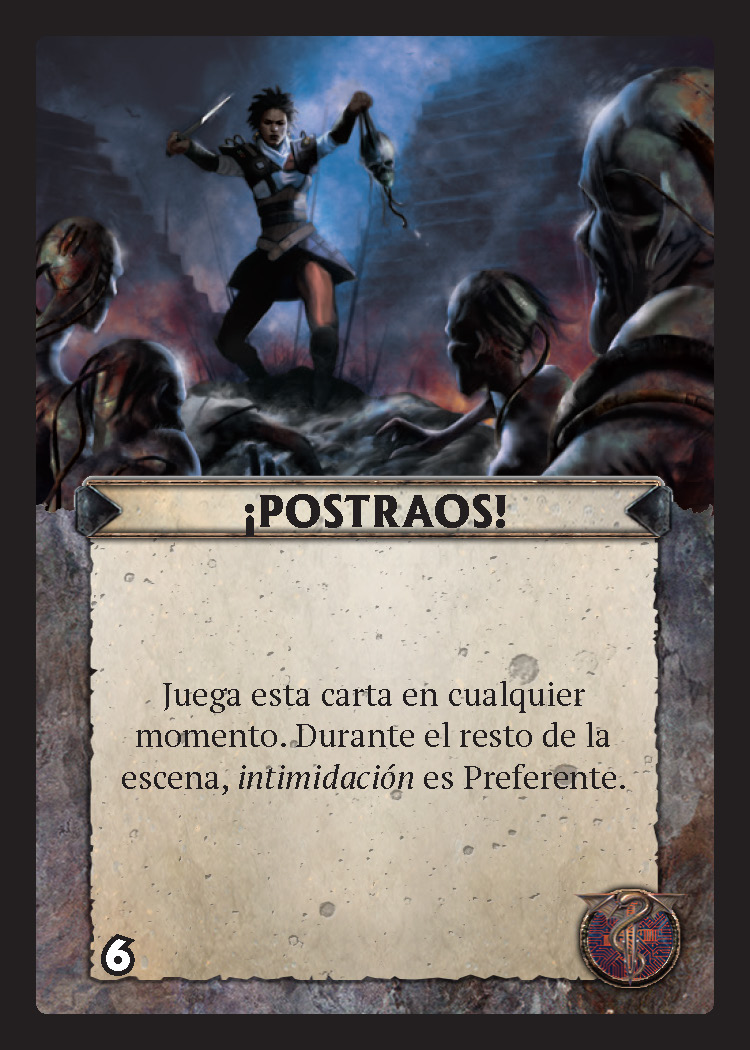 ¡POSTRAOS!
Juega esta carta en cualquier
momento. Durante el resto de la
escena, intimidación es Preferente.
6